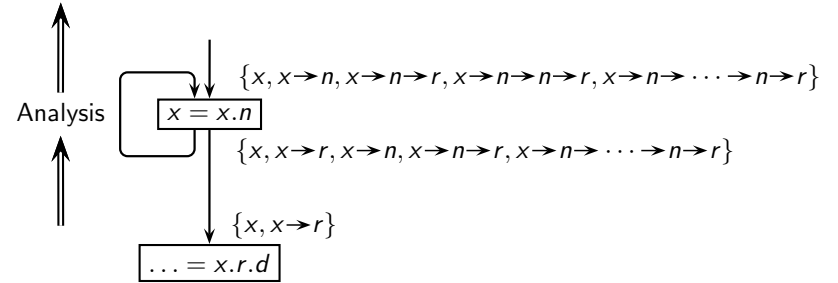 {x, x→n, x→n→r, x→n→n→r, x→n→ ⋯ →n→r}
Analysis
x = x.n
{x, x→r, x→n, x→n→r, x→n→ ⋯ →n→r}
{x, x→r}
... = x.r.d